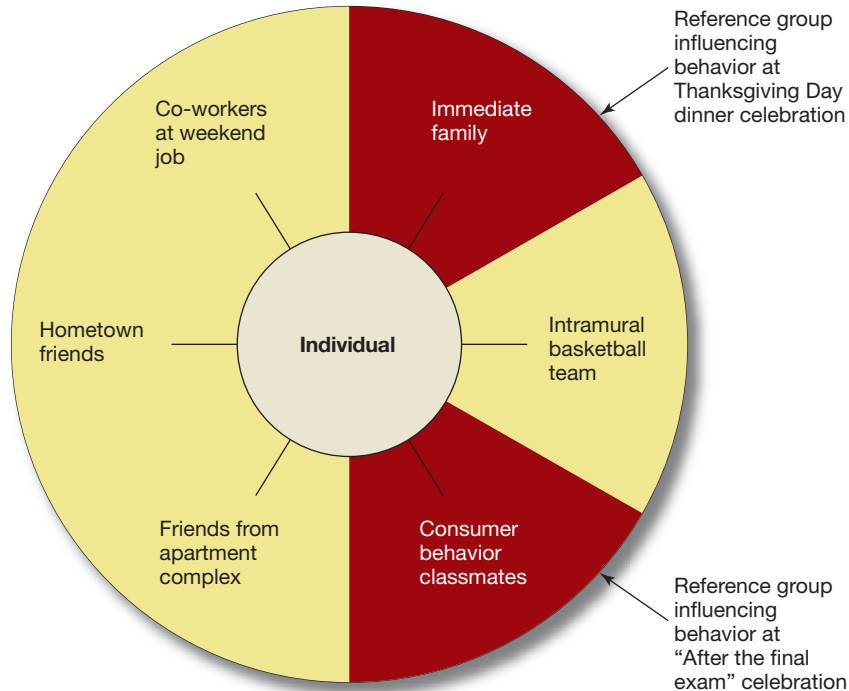 Reference group
influencing
behavior at
Thanksgiving Day
dinner celebration
Co-workers
at weekend
job
Immediate
family
Hometown
friends
Individual
Intramural
basketball
team
Friends from
apartment
complex
Consumer
behavior
classmates
Reference group
influencing
behavior at
“After the final
exam” celebration